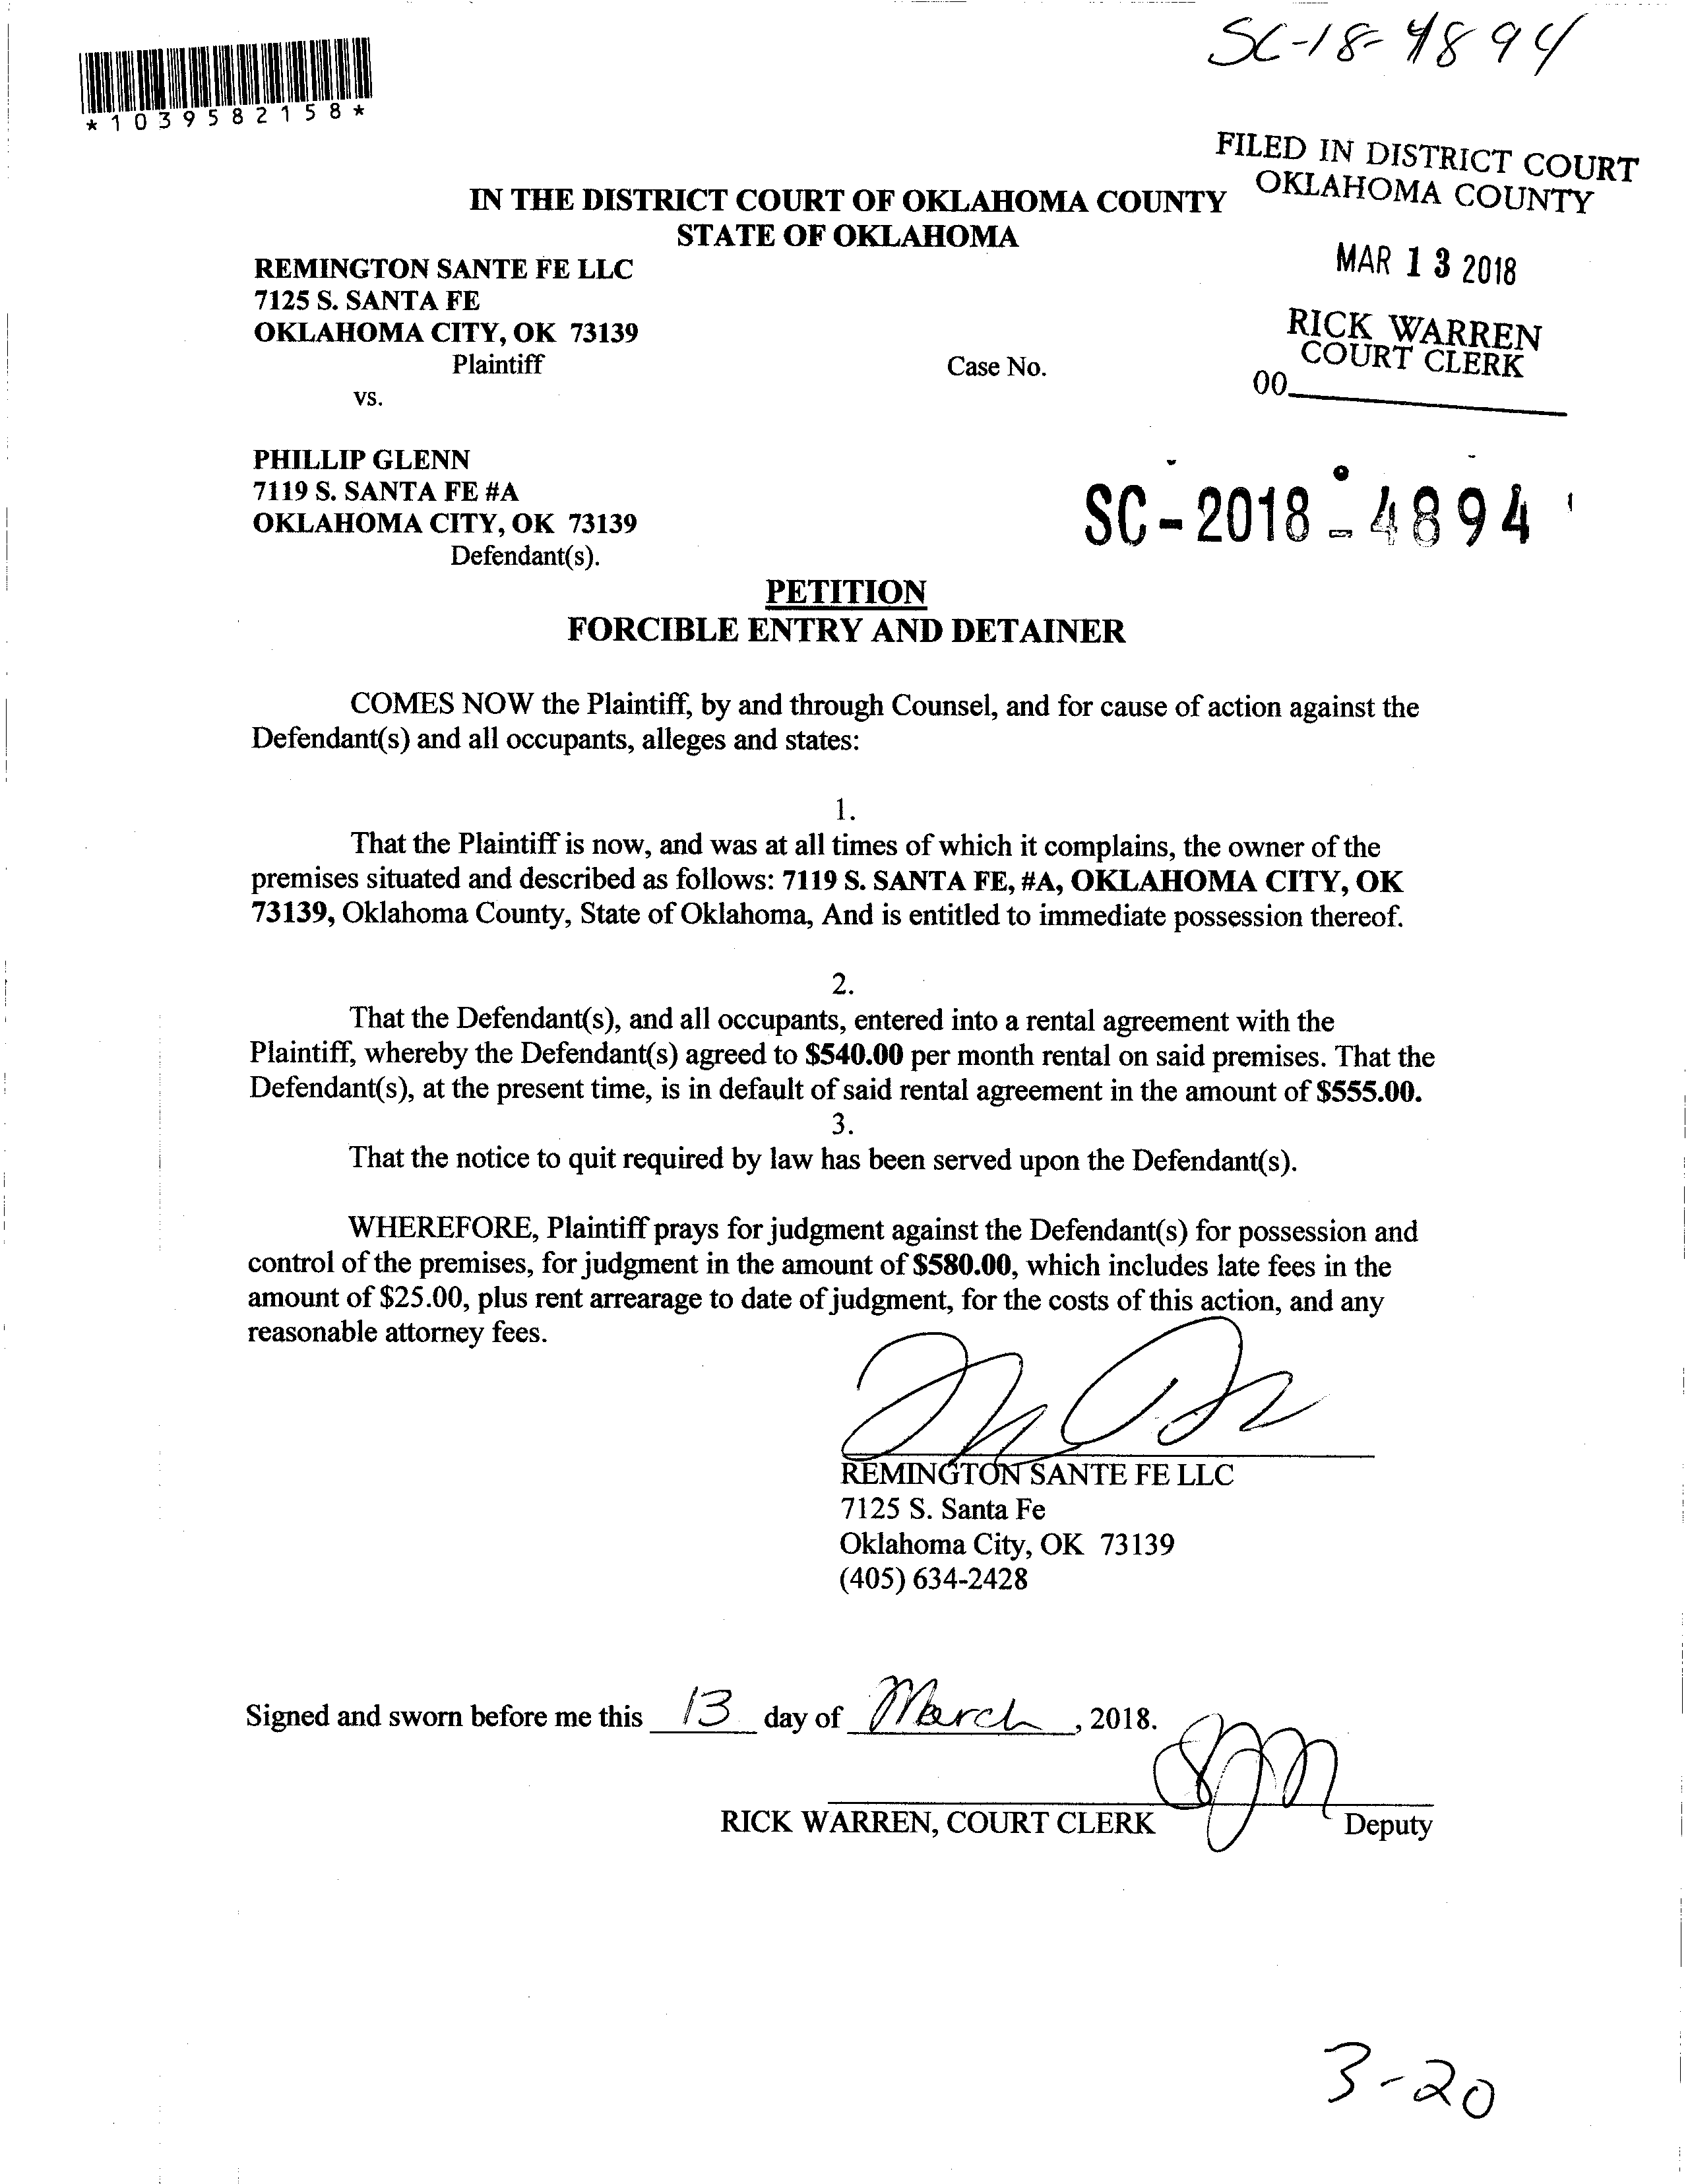 SC-18-4894
*1039582158*
FILED IN DISTRICT COURT
OKLAHOMA COUNTY
MAR 13 2018
RICK WARREN
COURT CLERK
00
IN THE DISTRICT COURT OF OKLAHOMA COUNTY
STATE OF OKLAHOMA
REMINGTON SANTE FE LLC
7125 S. SANTA FE
OKLAHOMA CITY, OK 73139
Plaintiff
Case No.
vs.
PHILLIP GLENN
7119 S. SANTA FE #A
OKLAHOMA CITY, OK 73139
Defendant(s).
SC-2018-4894
PETITION
FORCIBLE ENTRY AND DETAINER
COMES NOW the Plaintiff, by and through Counsel, and for cause of action against the
Defendant(s) and all occupants, alleges and states:
1.
That the Plaintiff is now, and was at all times of which it complains, the owner of the
premises situated and described as follows: 7119 S. SANTA FE, #A, OKLAHOMA CITY, OK
73139, Oklahoma County, State of Oklahoma, And is entitled to immediate possession thereof.
2.
That the Defendant(s), and all occupants, entered into a rental agreement with the
Plaintiff, whereby the Defendant(s) agreed to $540.00 per month rental on said premises. That the
Defendant(s), at the present time, is in default of said rental agreement in the amount of $555.00.
3.
That the notice to quit required by law has been served upon the Defendant(s).
WHEREFORE, Plaintiff prays for judgment against the Defendant(s) for possession and
control of the premises, for judgment in the amount of $580.00, which includes late fees in the
amount of $25.00, plus rent arrearage to date of judgment, for the costs of this action, and any
reasonable attorney fees.
REMINGTON SANTE FE LLC
7125 S. Santa Fe
Oklahoma City, OK 73139
(405) 634-2428
Signed and sworn before me this 13 day of March, 2018.
RICK WARREN, COURT CLERK Deputy
3-20